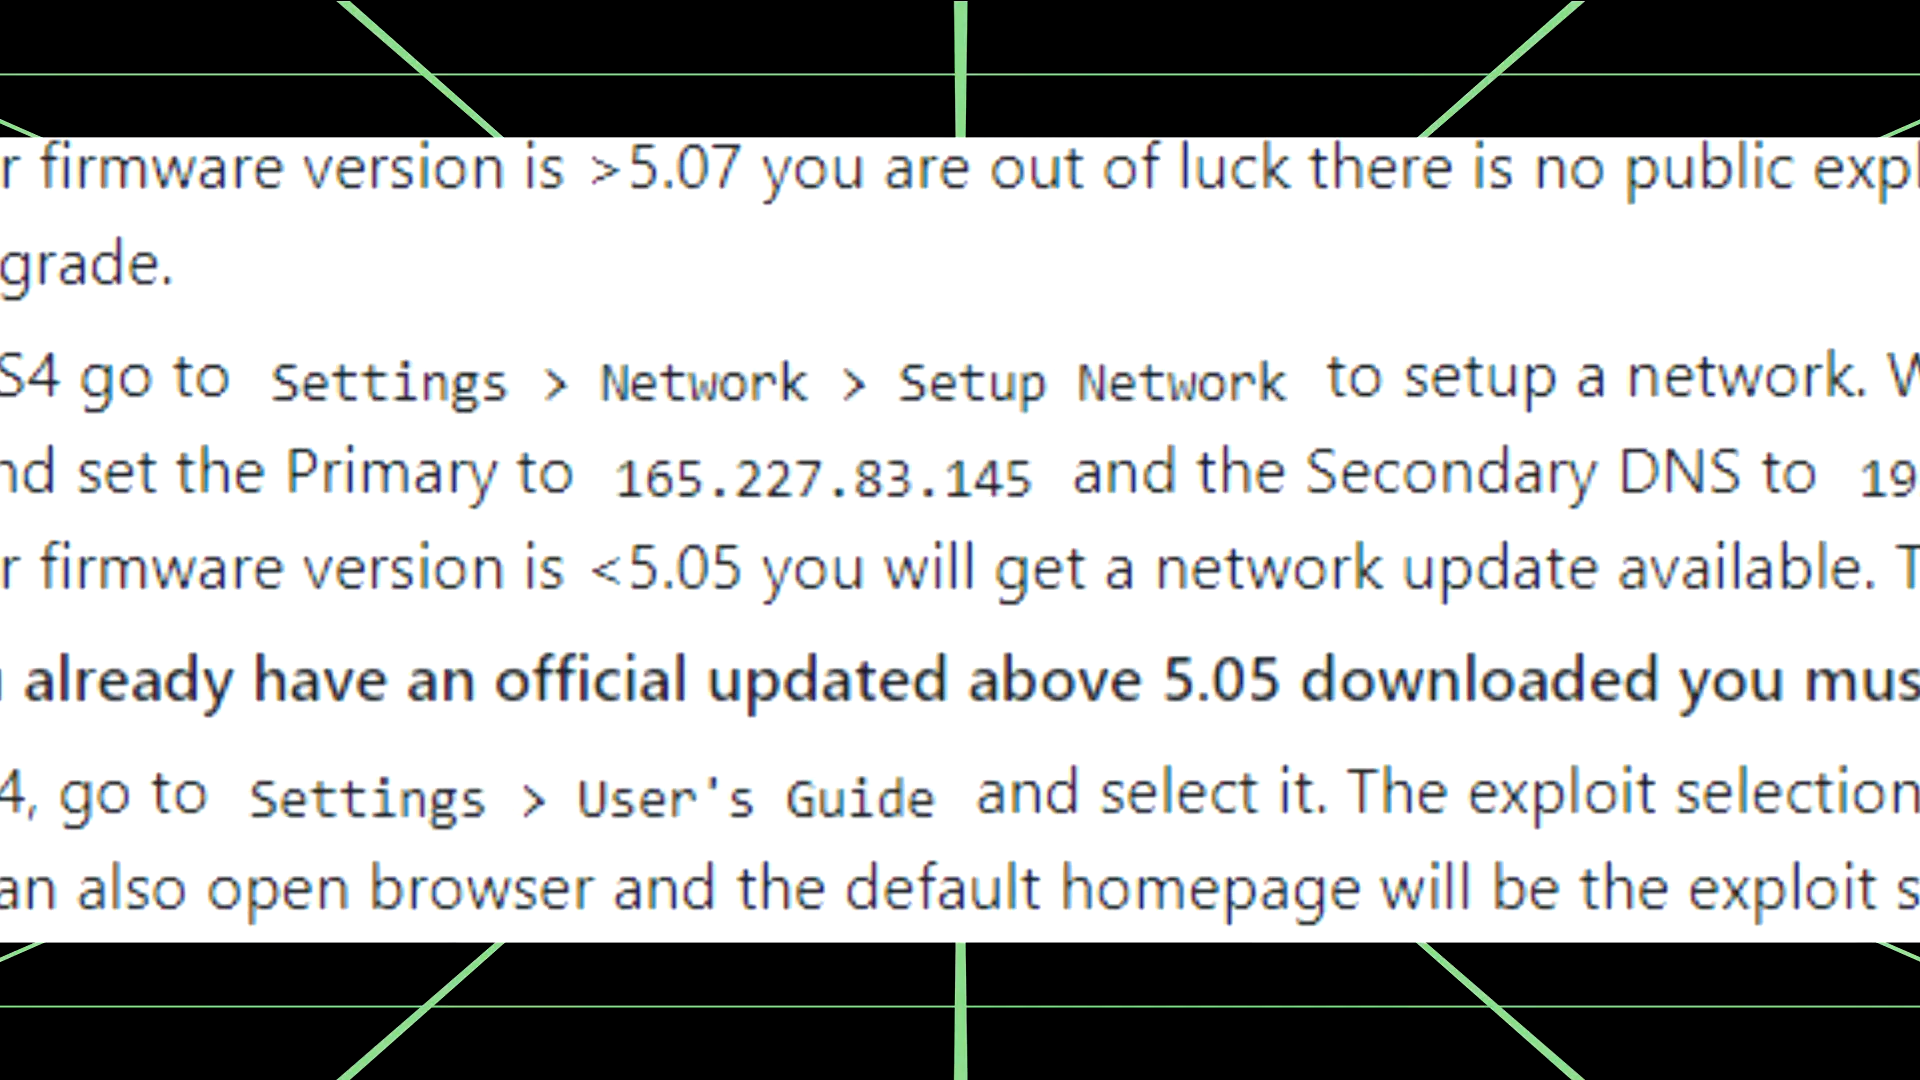 r firmware version is >5.07 you are out of luck there is no public expl
grade.
S4 go to Settings > Network > Setup Network to setup a network. W
nd set the Primary to 165.227.83.145 and the Secondary DNS to 19
r firmware version is <5.05 you will get a network update available. T
already have an official updated above 5.05 downloaded you mus
4, go to Settings > User's Guide and select it. The exploit selection
an also open browser and the default homepage will be the exploit s